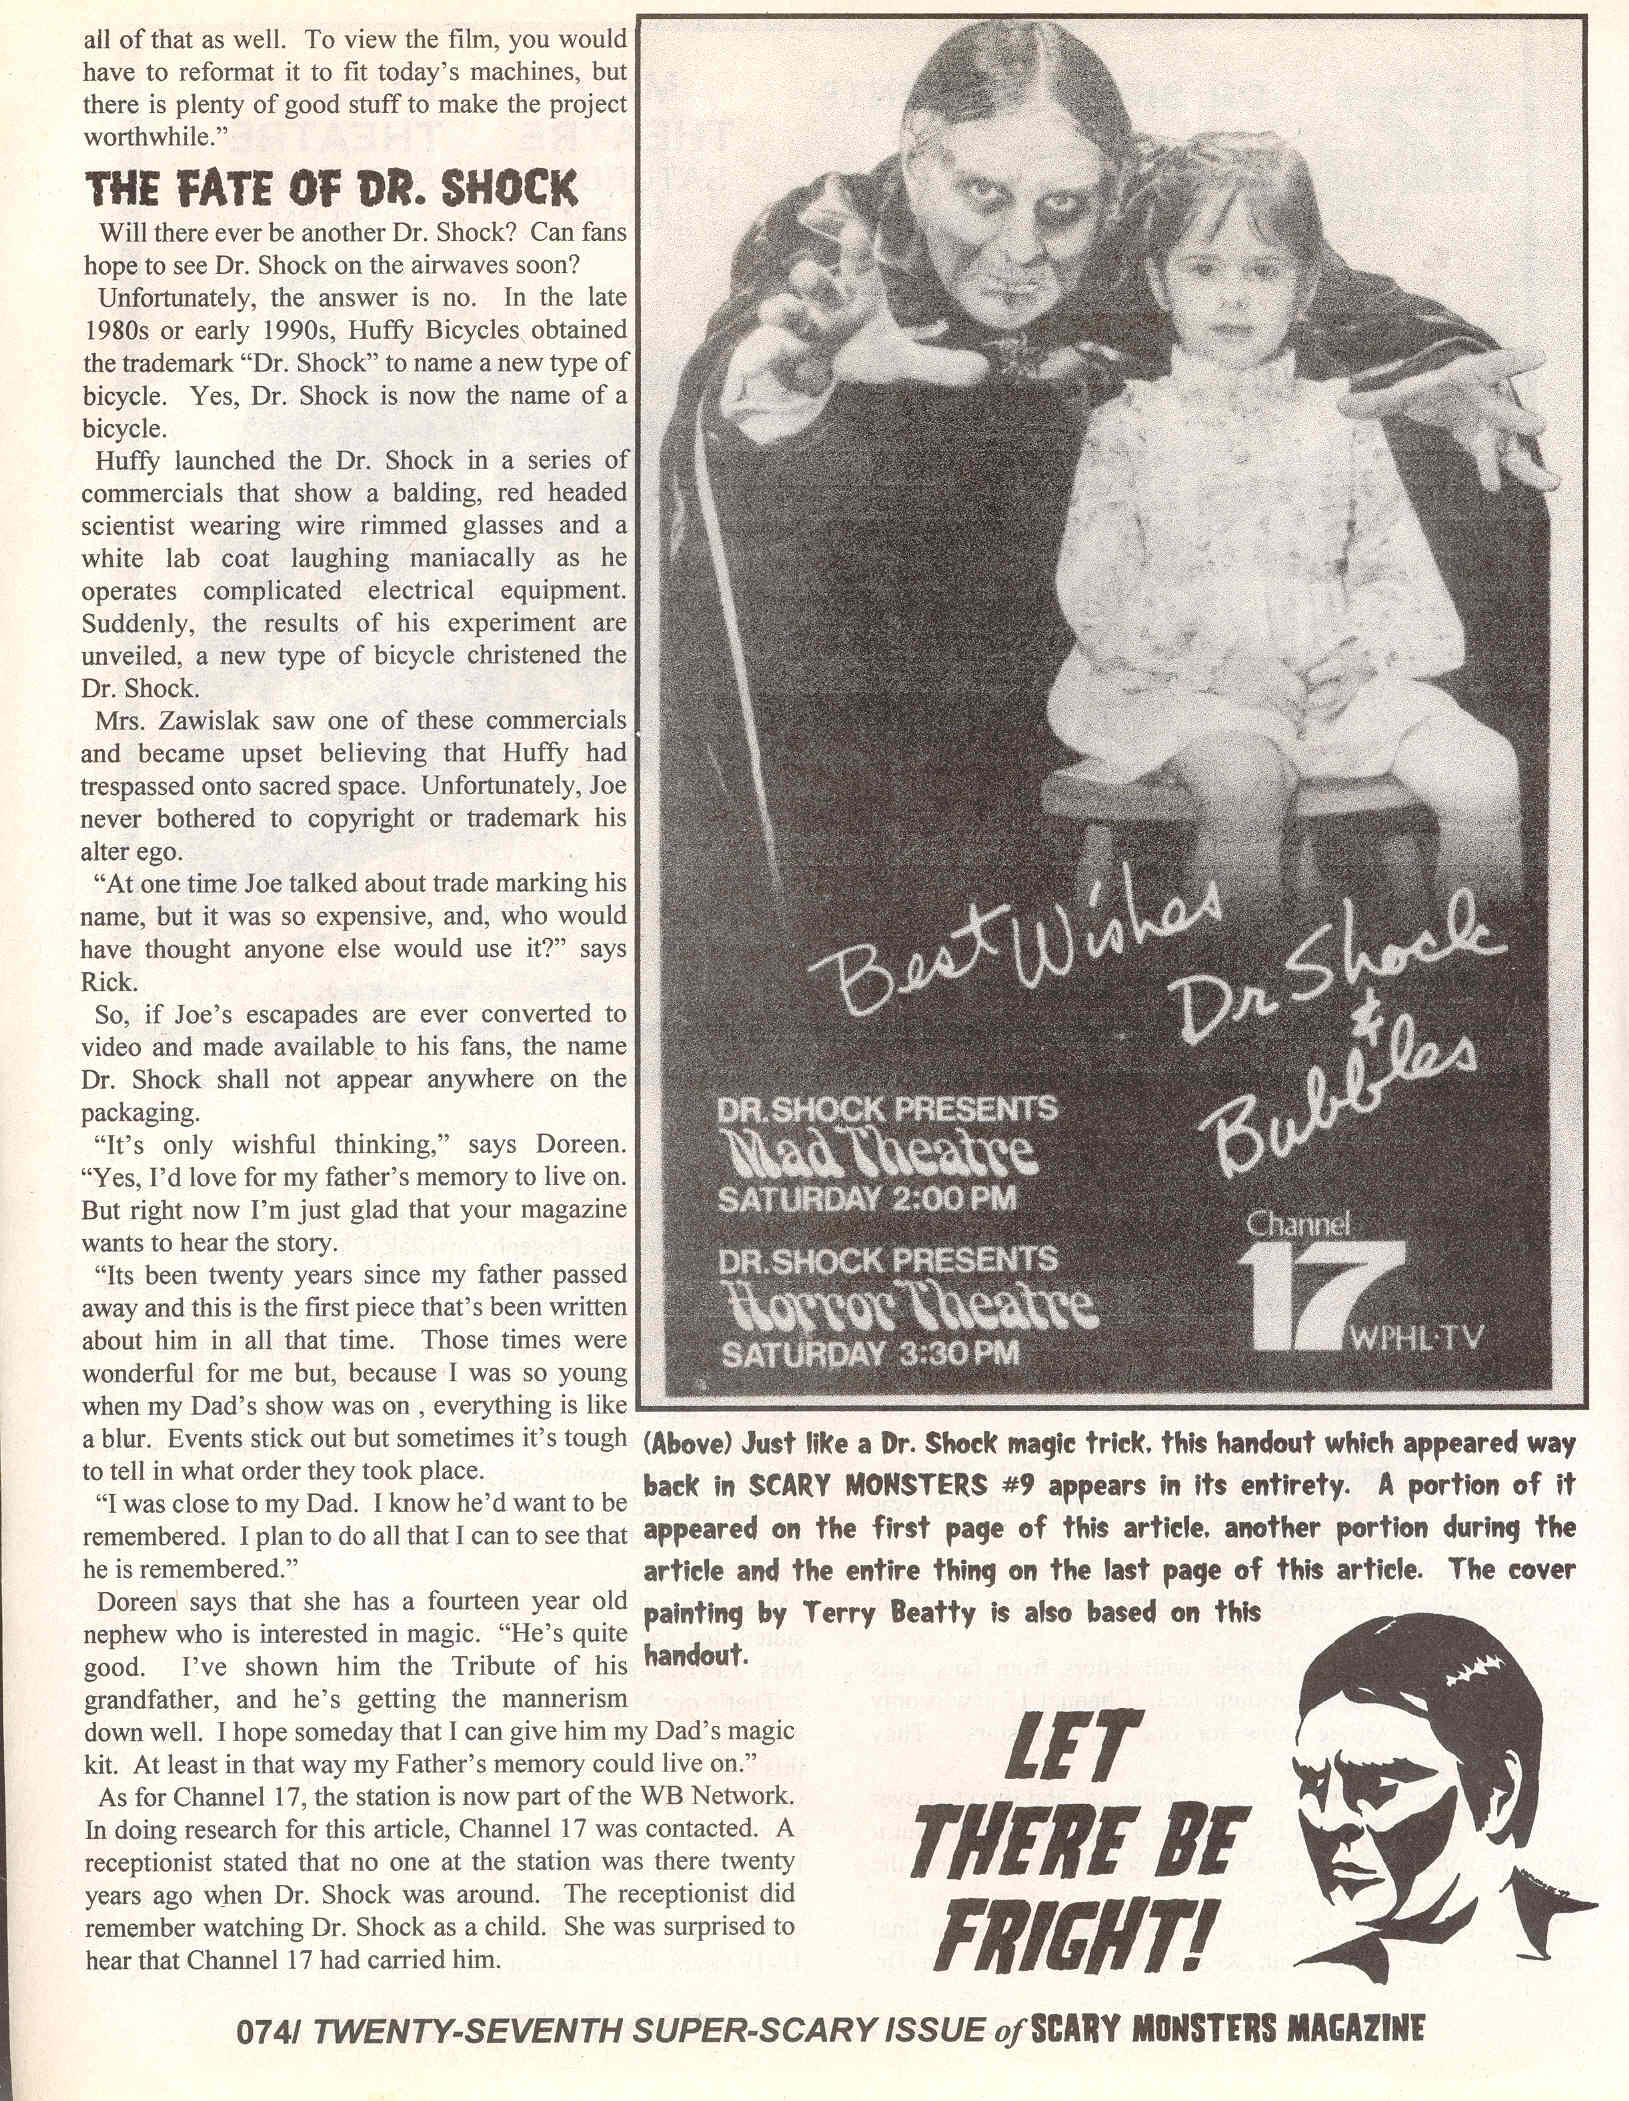 all of that as well. To view the film, you would
have to reformat it to fit today's machines, but
there is plenty of good stuff to make the project
worthwhile.”
THE FATE OF DR. SHOCK
Will there ever be another Dr. Shock? Can fans
hope to see Dr. Shock on the airwaves soon?
Unfortunately, the answer is no. In the late
1980s or early 1990s, Huffy Bicycles obtained
the trademark “Dr. Shock” to name a new type of
bicycle. Yes, Dr. Shock is now the name of a
bicycle.
Huffy launched the Dr. Shock in a series of
commercials that show a balding, red headed
scientist wearing wire rimmed glasses and a
white lab coat laughing maniacally as he
operates complicated electrical equipment.
Suddenly, the results of his experiment are
unveiled, a new type of bicycle christened the
Dr. Shock.
Mrs. Zawislak saw one of these commercials
and became upset believing that Huffy had
trespassed onto sacred space. Unfortunately, Joe
never bothered to copyright or trademark his
alter ego.
“At one time Joe talked about trade marking his
name, but it was so expensive, and, who would
have thought anyone else would use it?” says
Rick.
So, if Joe's escapades are ever converted to
video and made available to his fans, the name
Dr. Shock shall not appear anywhere on the
packaging.
“It's only wishful thinking,” says Doreen.
“Yes, I'd love for my father's memory to live on.
But right now I'm just glad that your magazine
wants to hear the story.
“Its been twenty years since my father passed
away and this is the first piece that's been written
about him in all that time. Those times were
wonderful for me but, because I was so young
when my Dad's show was on , everything is like
a blur. Events stick out but sometimes it's tough
to tell in what order they took place.
“I was close to my Dad. I know he'd want to be
remembered. I plan to do all that I can to see that
he is remembered.”
Doreen says that she has a fourteen year old
nephew who is interested in magic. “He's quite
good. I've shown him the Tribute of his
grandfather, and he's getting the mannerism
down well. I hope someday that I can give him my Dad's magic
kit. At least in that way my Father's memory could live on.”
As for Channel 17, the station is now part of the WB Network.
In doing research for this article, Channel 17 was contacted. A
receptionist stated that no one at the station was there twenty
years ago when Dr. Shock was around. The receptionist did
remember watching Dr. Shock as a child. She was surprised to
hear that Channel 17 had carried him.
Best Wishes
Dr Shock
&
Bubbles
DR.SHOCK PRESENTS
Mad Theatre
SATURDAY 2:00 PM
DR.SHOCK PRESENTS
Horror Theatre
SATURDAY 3:30 PM
Channel
17
WPHL·TV
(Above) Just like a Dr. Shock magic trick, this handout which appeared way
back in SCARY MONSTERS #9 appears in its entirety. A portion of it
appeared on the first page of this article, another portion during the
article and the entire thing on the last page of this article. The cover
painting by Terry Beatty is also based on this
handout.
LET
THERE BE
FRIGHT!
074/ TWENTY-SEVENTH SUPER-SCARY ISSUE of SCARY MONSTERS MAGAZINE